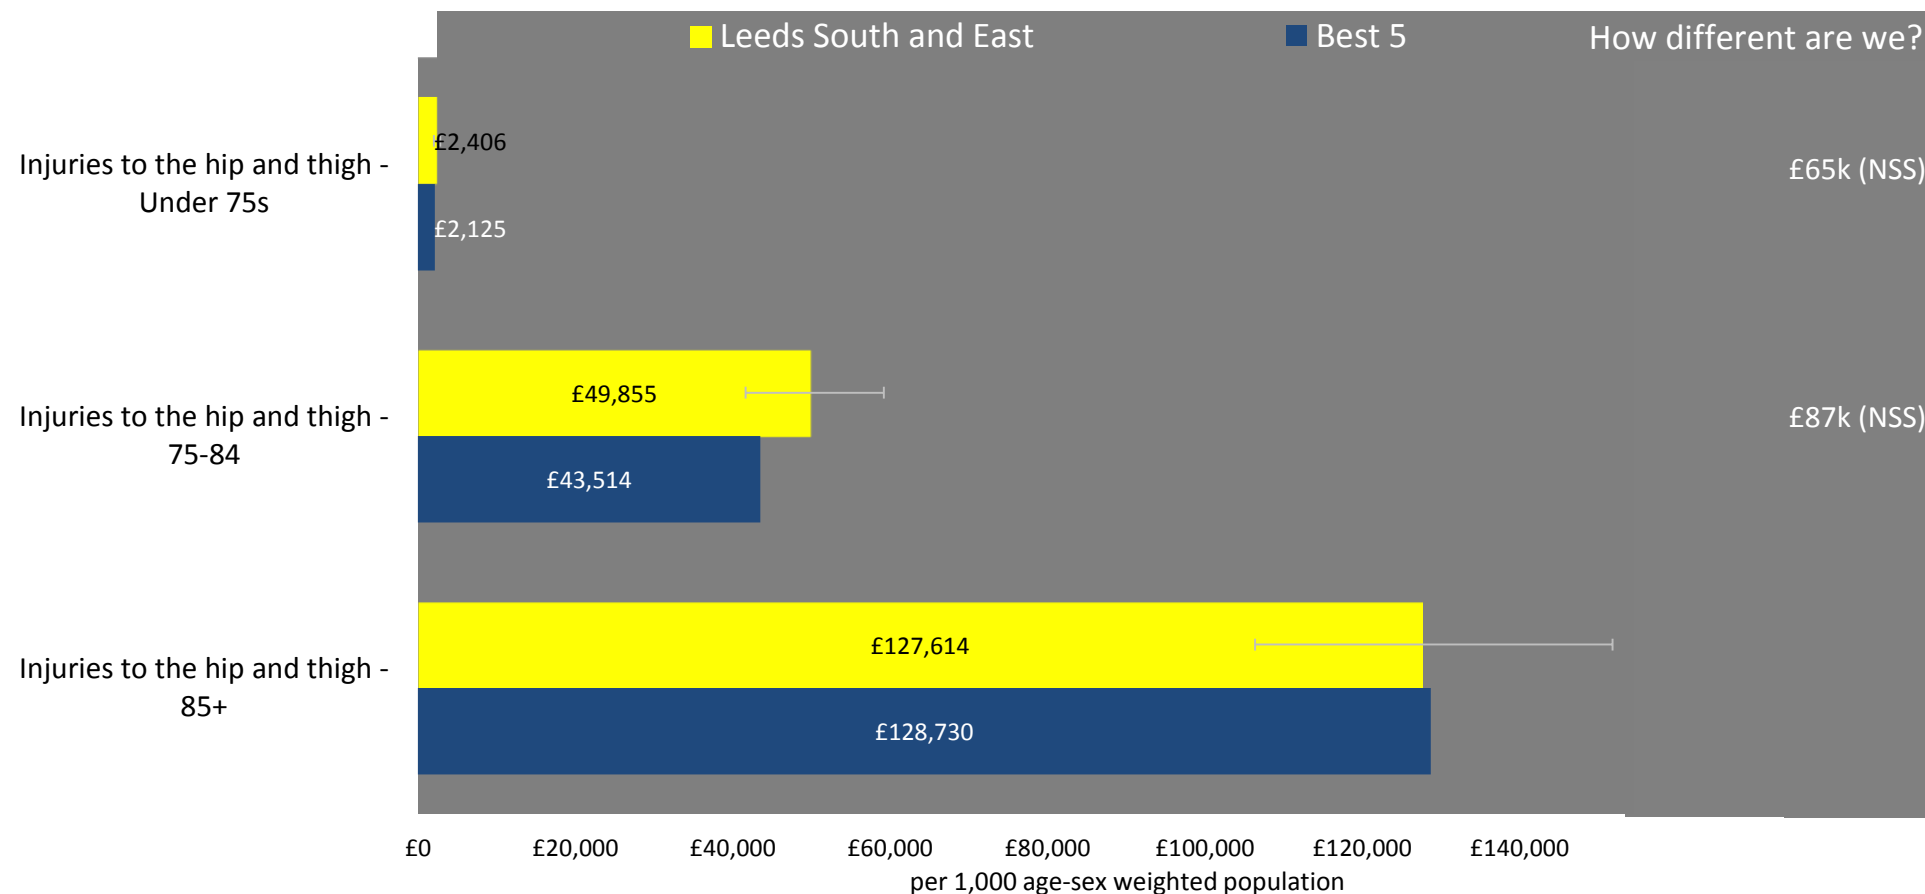 Leeds South and East Best 5 How different are we?
Injuries to the hip and thigh -
Under 75s
£2,406
£2,125
£65k (NSS)
Injuries to the hip and thigh -
75-84
£49,855
£43,514
£87k (NSS)
Injuries to the hip and thigh -
85+
£127,614
£128,730
£0 £20,000 £40,000 £60,000 £80,000 £100,000 £120,000 £140,000
per 1,000 age-sex weighted population